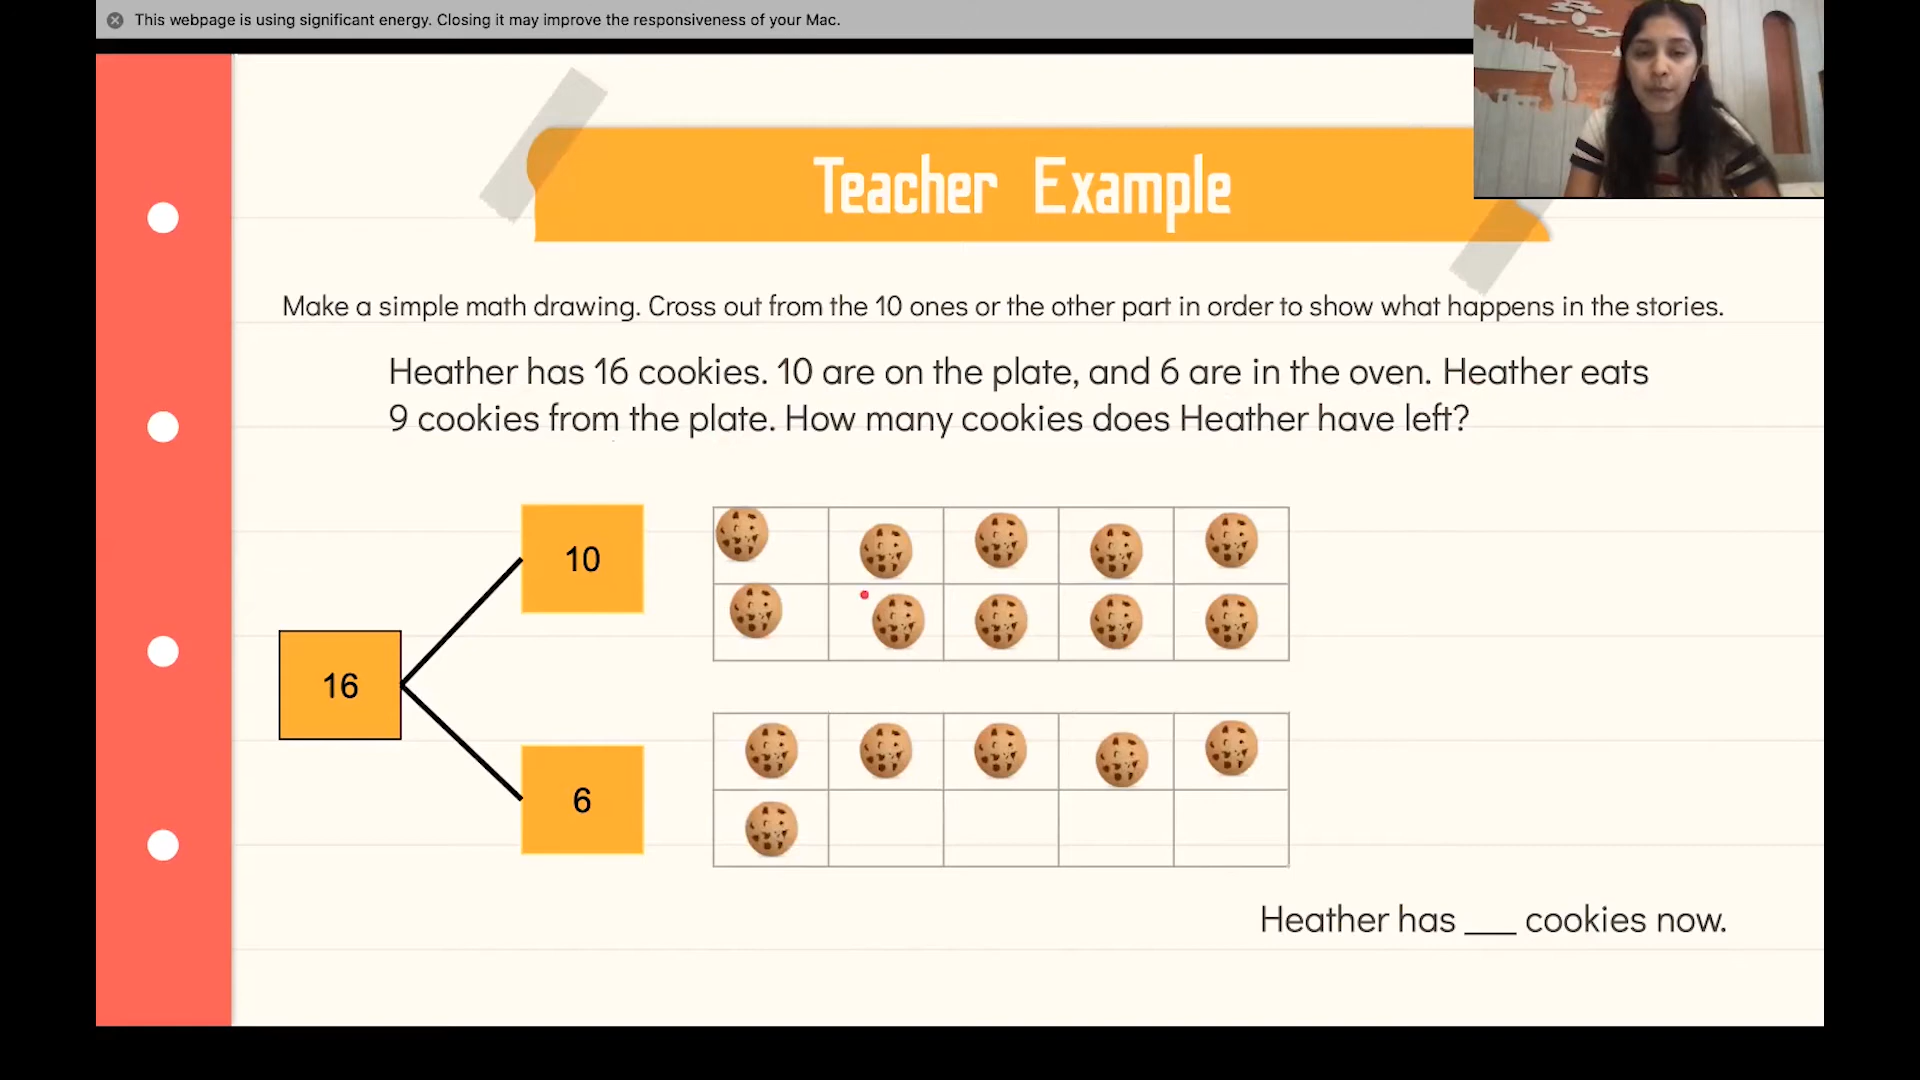 This webpage is using significant energy. Closing it may improve the responsiveness of your Mac.
Teacher Example
Make a simple math drawing. Cross out from the 10 ones or the other part in order to show what happens in the stories.
Heather has 16 cookies. 10 are on the plate, and 6 are in the oven. Heather eats
9 cookies from the plate. How many cookies does Heather have left?
10
16
6
Heather has ___ cookies now.